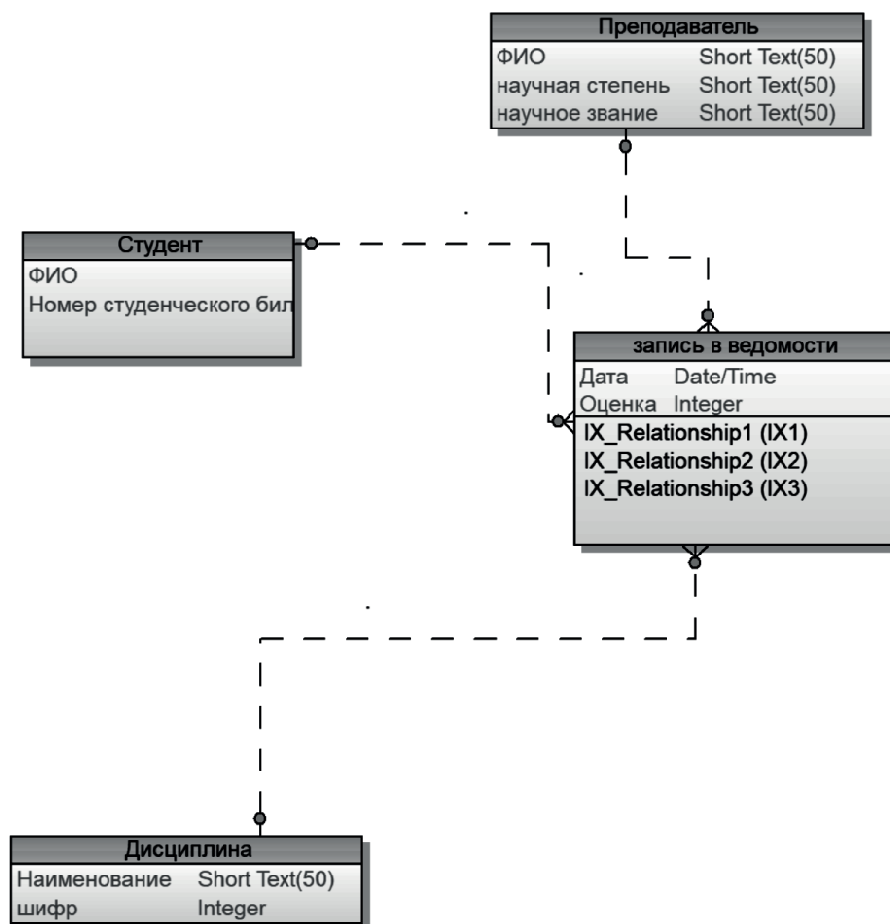 Преподаватель
ФИО Short Text(50)
научная степень Short Text(50)
научное звание Short Text(50)
Студент
ФИО
Номер студенческого бил
запись в ведомости
Дата Date/Time
Оценка Integer
IX_Relationship1 (IX1)
IX_Relationship2 (IX2)
IX_Relationship3 (IX3)
Дисциплина
Наименование Short Text(50)
шифр Integer